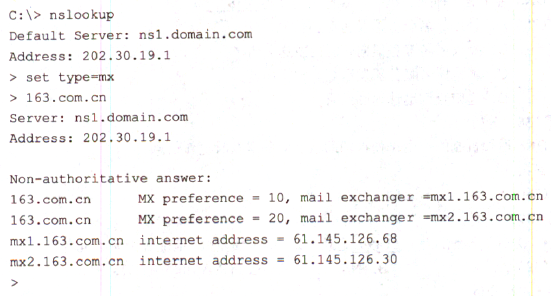 C:\> nslookup
Default Server: ns1.domain.com
Address: 202.30.19.1
> set type=mx
> 163.com.cn
Server: ns1.domain.com
Address: 202.30.19.1
Non-authoritative answer:
163.com.cn MX preference = 10, mail exchanger =mx1.163.com.cn
163.com.cn MX preference = 20, mail exchanger =mx2.163.com.cn
mx1.163.com.cn internet address = 61.145.126.68
mx2.163.com.cn internet address = 61.145.126.30
>